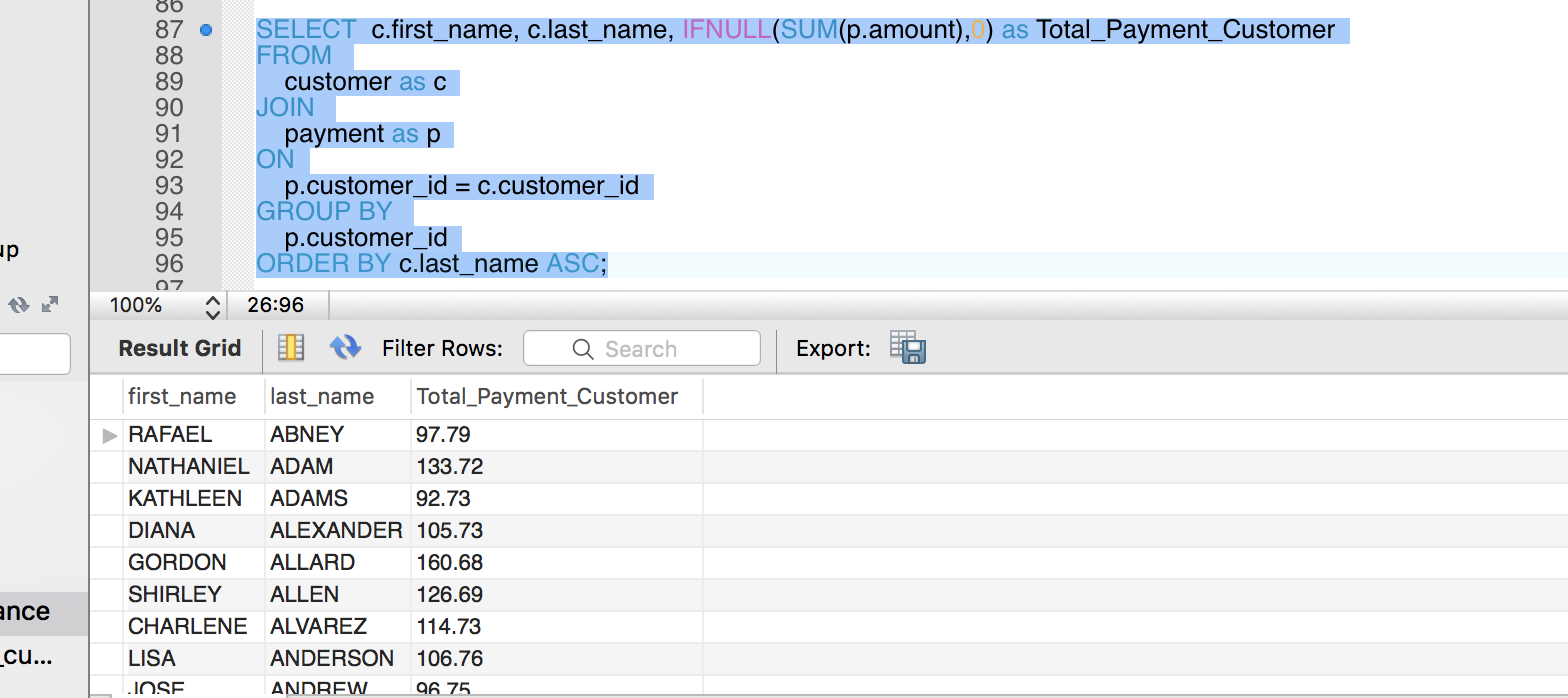 86
87 SELECT c.first_name, c.last_name, IFNULL(SUM(p.amount),0) as Total_Payment_Customer
88 FROM
89 customer as c
90 JOIN
91 payment as p
92 ON
93 p.customer_id = c.customer_id
94 GROUP BY
95 p.customer_id
96 ORDER BY c.last_name ASC;
97
up
100% 26:96
Result Grid Filter Rows: Search Export:
first_name last_name Total_Payment_Customer
RAFAEL ABNEY 97.79
NATHANIEL ADAM 133.72
KATHLEEN ADAMS 92.73
DIANA ALEXANDER 105.73
GORDON ALLARD 160.68
SHIRLEY ALLEN 126.69
ance
CHARLENE ALVAREZ 114.73
_cu...
LISA ANDERSON 106.76
JOSE ANDREW 96.75